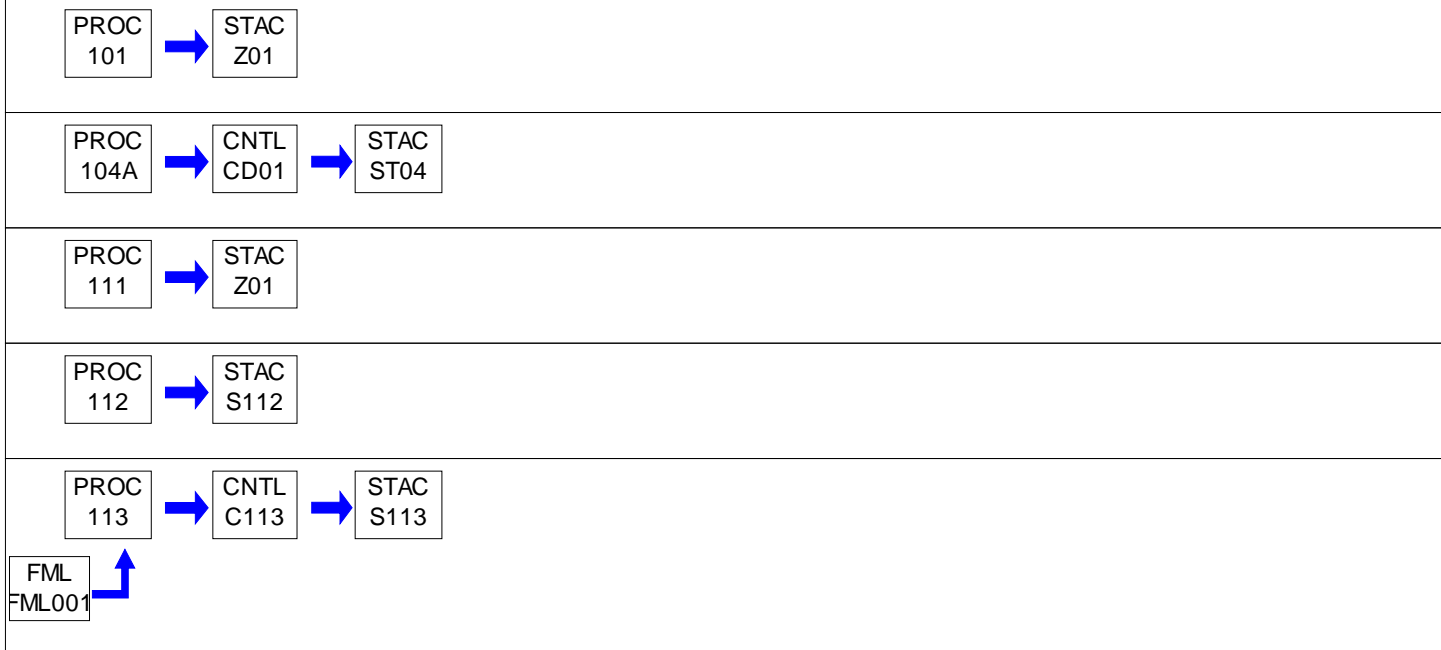 PROC
101
STAC
Z01
PROC
104A
CNTL
CD01
STAC
ST04
PROC
111
STAC
Z01
PROC
112
STAC
S112
PROC
113
CNTL
C113
STAC
S113
FML
FML001